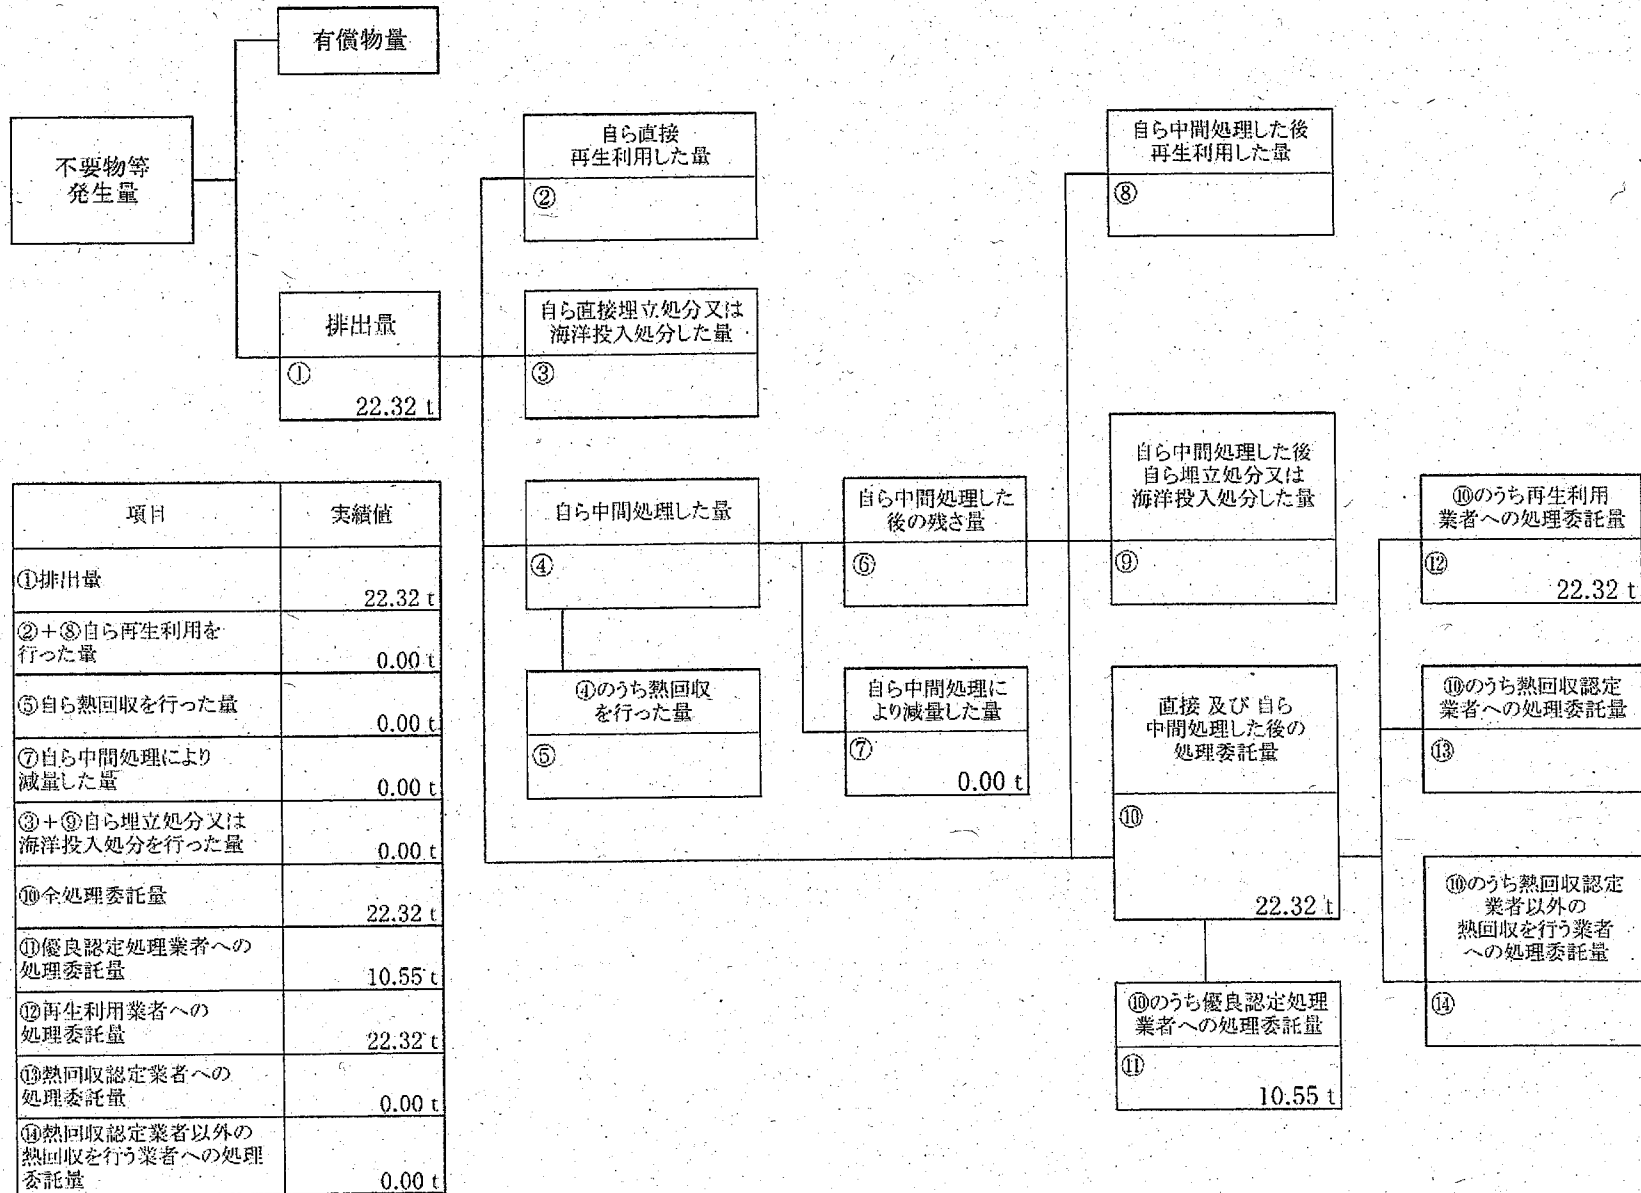 有償物量
不要物等
発生量
排出量
①
22.32 t
自ら直接
再生利用した量
②
自ら直接埋立処分又は
海洋投入処分した量
③
自ら中間処理した量
④
④のうち熱回収
を行った量
⑤
自ら中間処理した
後の残さ量
⑥
自ら中間処理に
より減量した量
⑦
0.00 t
自ら中間処理した後
再生利用した量
⑧
自ら中間処理した後
自ら埋立処分又は
海洋投入処分した量
⑨
直接 及び 自ら
中間処理した後の
処理委託量
⑩
22.32 t
⑩のうち優良認定処理
業者への処理委託量
⑪
10.55 t
⑩のうち再生利用
業者への処理委託量
⑫
22.32 t
⑩のうち熱回収認定
業者への処理委託量
⑬
⑩のうち熱回収認定
業者以外の
熱回収を行う業者
への処理委託量
⑭
項目 実績値
①排出量
22.32 t
②+⑧自ら再生利用を
行った量
0.00 t
⑤自ら熱回収を行った量
0.00 t
⑦自ら中間処理により
減量した量
0.00 t
③+⑨自ら埋立処分又は
海洋投入処分を行った量
0.00 t
⑩全処理委託量
22.32 t
⑪優良認定処理業者への
処理委託量
10.55 t
⑫再生利用業者への
処理委託量
22.32 t
⑬熱回収認定業者への
処理委託量
0.00 t
⑭熱回収認定業者以外の
熱回収を行う業者への処理
委託量
0.00 t